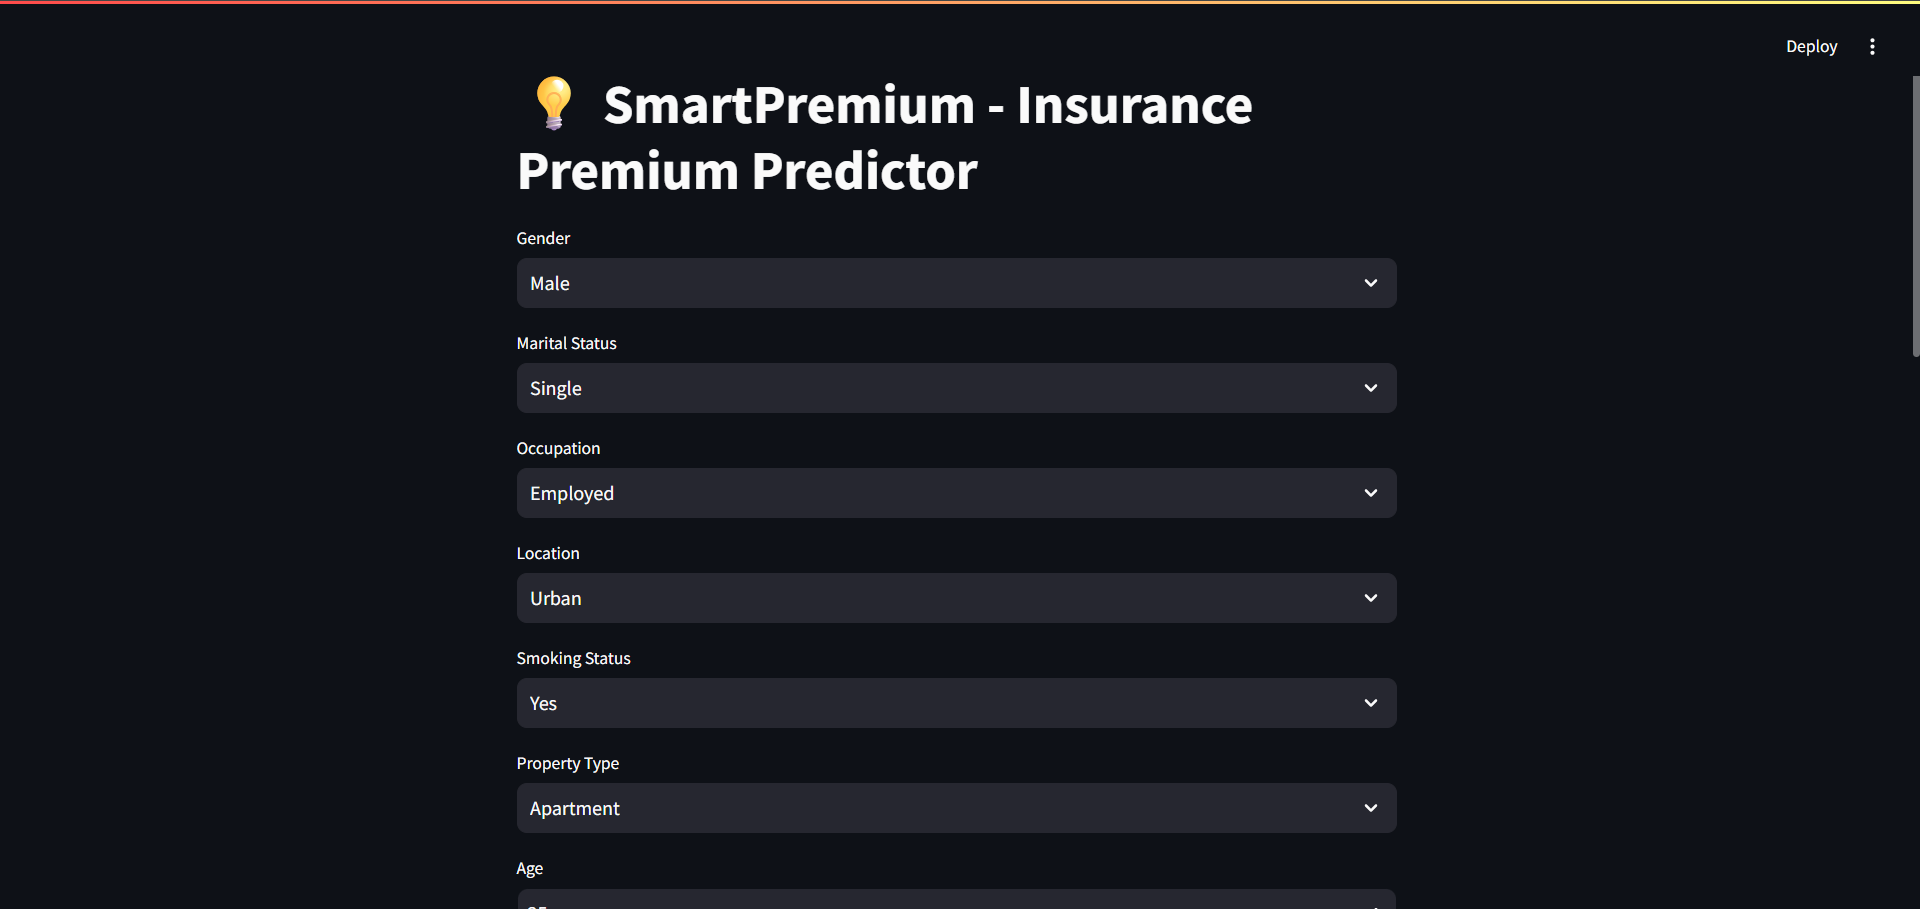 Deploy
SmartPremium - Insurance
Premium Predictor
Gender
Male
Marital Status
Single
Occupation
Employed
Location
Urban
Smoking Status
Yes
Property Type
Apartment
Age